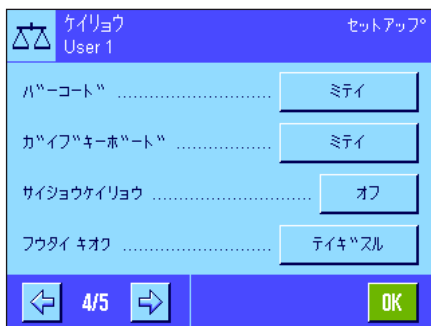 ケイリョウ セットアップ
User 1
バーコード ........................... ミテイ
ガイブキーボード ................ ミテイ
サイショウケイリョウ ............................ オフ
フウタイ キオク .......................... テイギズル
4/5 OK